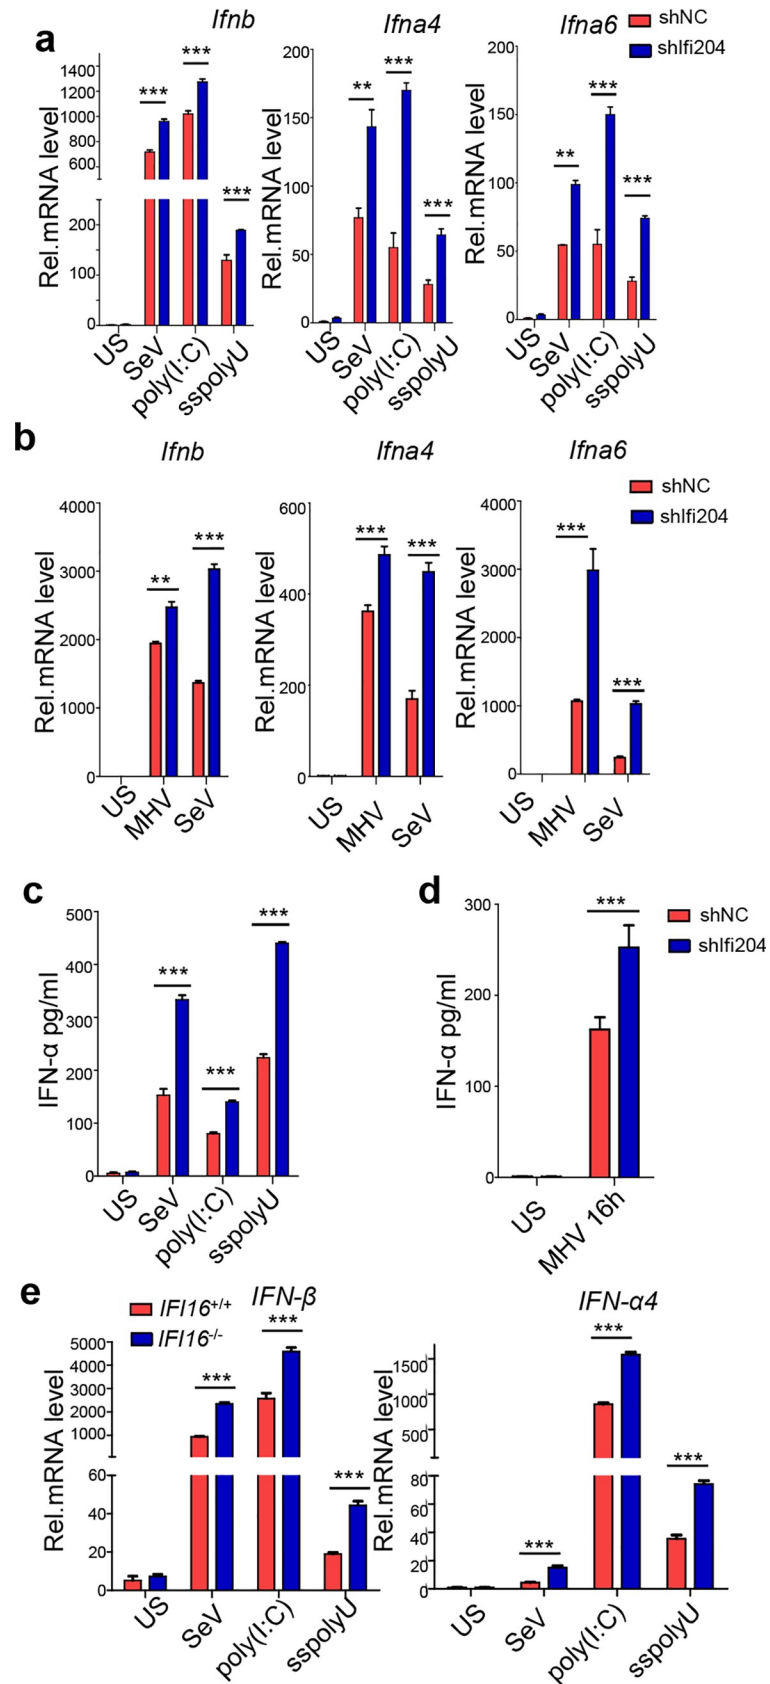 a
Ifnb
Ifna4
Ifna6
shNC
shIfi204
Rel.mRNA level
1400
1200
1000
800
600
200
100
0
***
***
***
US
SeV
poly(I:C)
sspolyU
Rel.mRNA level
200
150
100
50
0
**
***
***
US
SeV
poly(I:C)
sspolyU
Rel.mRNA level
200
150
100
50
0
**
***
***
US
SeV
poly(I:C)
sspolyU
b
Ifnb
Ifna4
Ifna6
shNC
shIfi204
Rel.mRNA level
4000
3000
2000
1000
0
**
***
US
MHV
SeV
Rel.mRNA level
600
400
200
0
***
***
US
MHV
SeV
Rel.mRNA level
4000
3000
2000
1000
0
***
***
US
MHV
SeV
c
IFN-α pg/ml
500
400
300
200
100
0
***
***
***
US
SeV
poly(I:C)
sspolyU
d
IFN-α pg/ml
300
200
100
0
***
US
MHV 16h
shNC
shIfi204
e
IFI16+/+
IFI16-/-
IFN-β
Rel.mRNA level
5000
4000
3000
2000
1000
60
40
20
0
***
***
***
US
SeV
poly(I:C)
sspolyU
IFN-α4
Rel.mRNA level
1500
1000
500
80
60
40
20
0
***
***
***
US
SeV
poly(I:C)
sspolyU